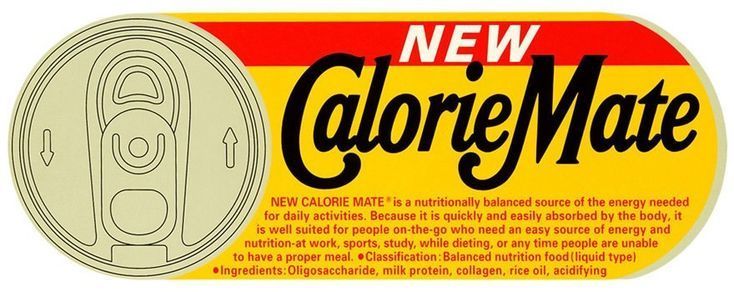 NEW
CalorieMate
NEW CALORIE MATE® is a nutritionally balanced source of the energy needed
for daily activities. Because it is quickly and easily absorbed by the body, it
is well suited for people on-the-go who need an easy source of energy and
nutrition-at work, sports, study, while dieting, or any time people are unable
to have a proper meal. ●Classification:Balanced nutrition food(liquid type)
●Ingredients:Oligosaccharide, milk protein, collagen, rice oil, acidifying